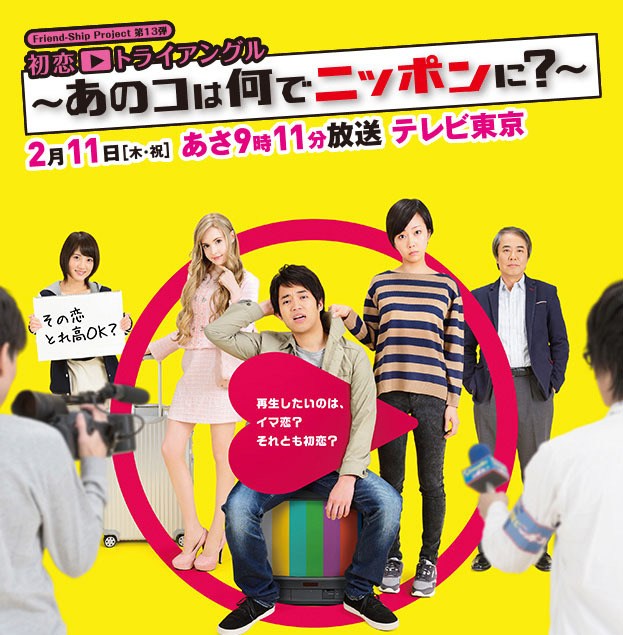 Friend-Ship Project 第13弾
初恋▶トライアングル
～あのコは何でニッポンに?～
2月11日[木・祝] あさ9時11分放送 テレビ東京
その恋
とれ高OK?
再生したいのは、
イマ恋?
それとも初恋?